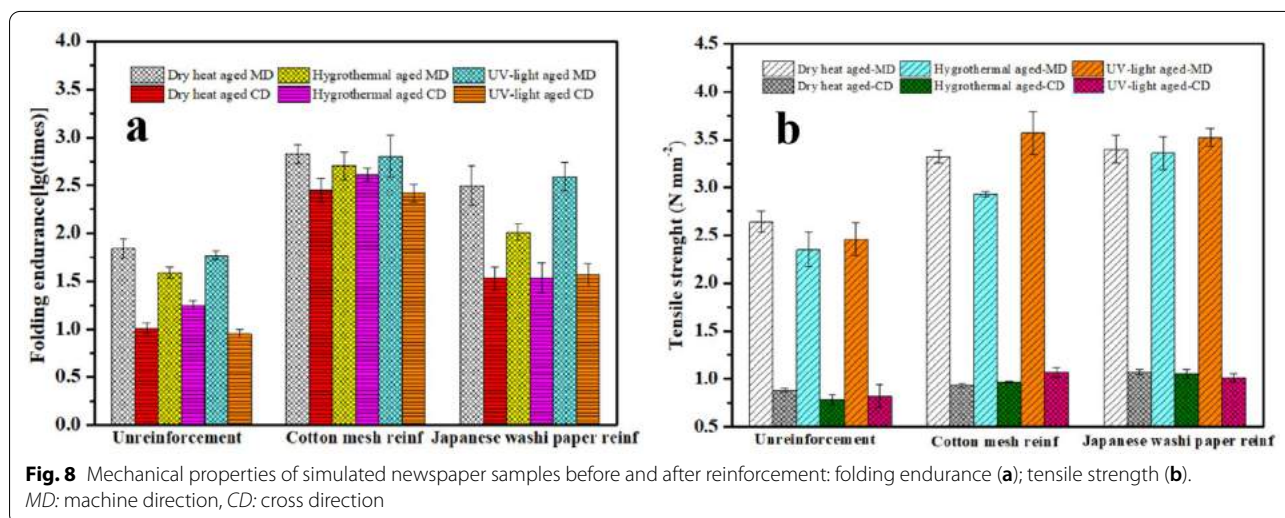 4.0
3.5
3.0
2.5
2.0
1.5
1.0
0.5
0.0
Folding endurance[lg(times)]
Dry heat aged MD Hygrothermal aged MD UV-light aged MD
Dry heat aged CD Hygrothermal aged CD UV-light aged CD
a
Unreinforcement Cotton mesh reinf Japanese washi paper reinf
4.5
4.0
3.5
3.0
2.5
2.0
1.5
1.0
0.5
Tensile strenght (N mm-2)
Dry heat aged-MD Hygrothermal aged-MD UV-light aged-MD
Dry heat aged-CD Hygrothermal aged-CD UV-light aged-CD
b
Unreinforcement Cotton mesh reinf Japanese washi paper reinf
Fig. 8 Mechanical properties of simulated newspaper samples before and after reinforcement: folding endurance (a); tensile strength (b).
MD: machine direction, CD: cross direction